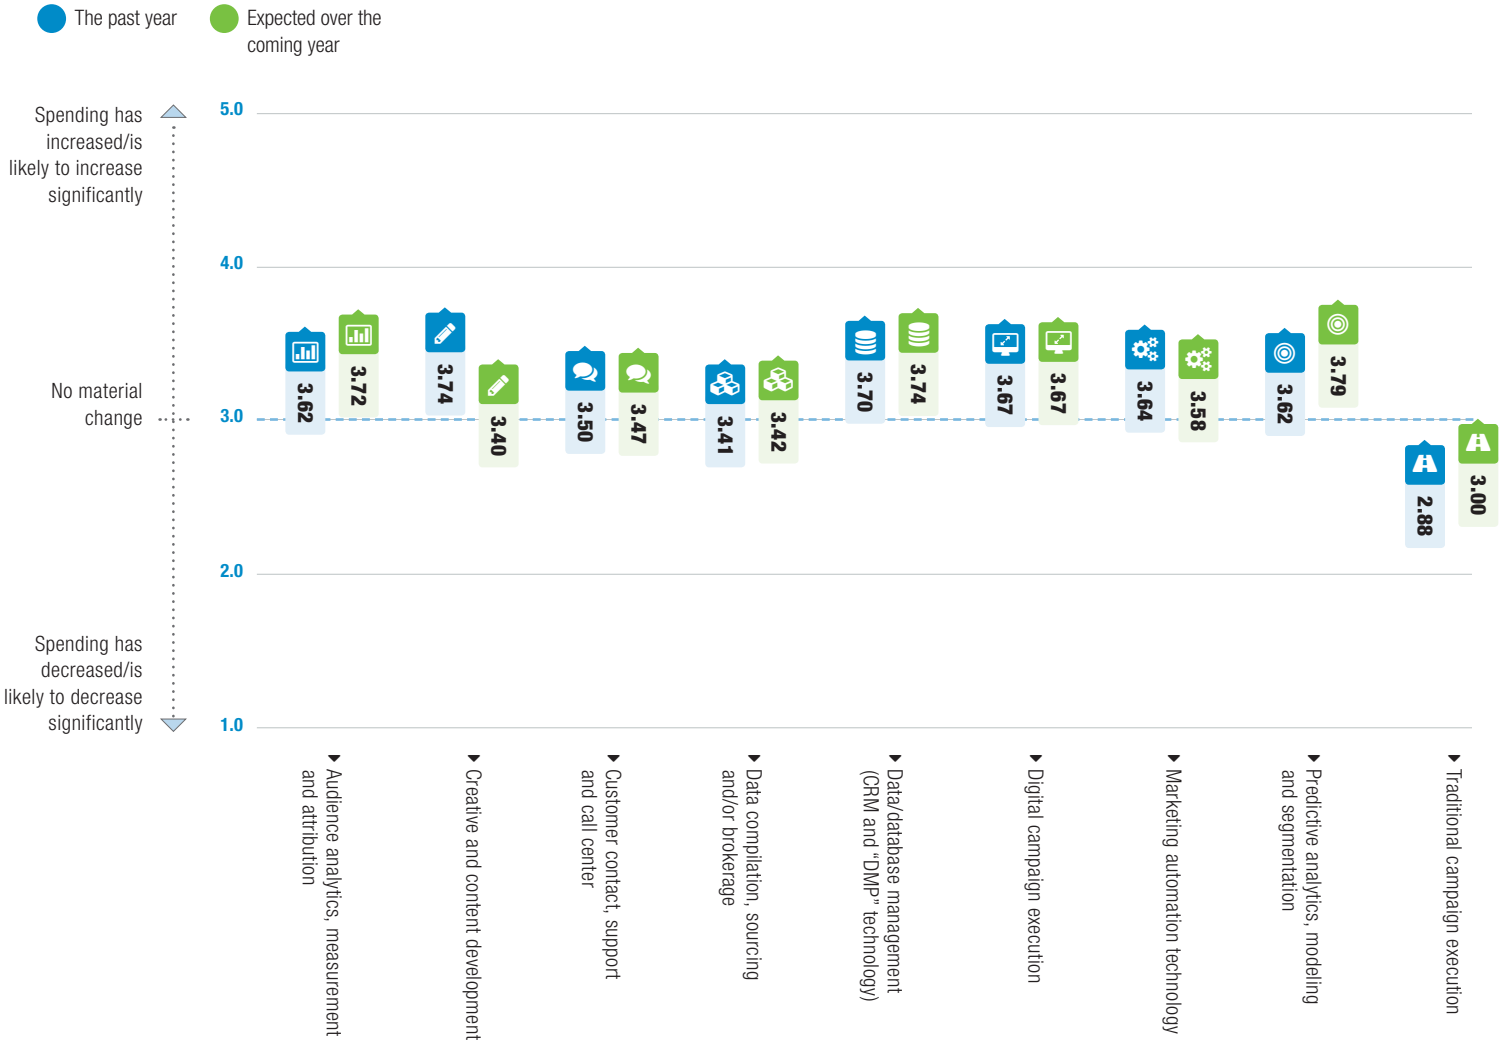 The past year
Expected over the
coming year
Spending has
increased/is
likely to increase
significantly
No material
change
Spending has
decreased/is
likely to decrease
significantly
5.0
4.0
3.0
2.0
1.0
3.62
3.72
3.74
3.40
3.50
3.47
3.41
3.42
3.70
3.74
3.67
3.67
3.64
3.58
3.62
3.79
2.88
3.00
Audience analytics, measurement
and attribution
Creative and content development
Customer contact, support
and call center
Data compilation, sourcing
and/or brokerage
Data/database management
(CRM and “DMP” technology)
Digital campaign execution
Marketing automation technology
Predictive analytics, modeling
and segmentation
Traditional campaign execution